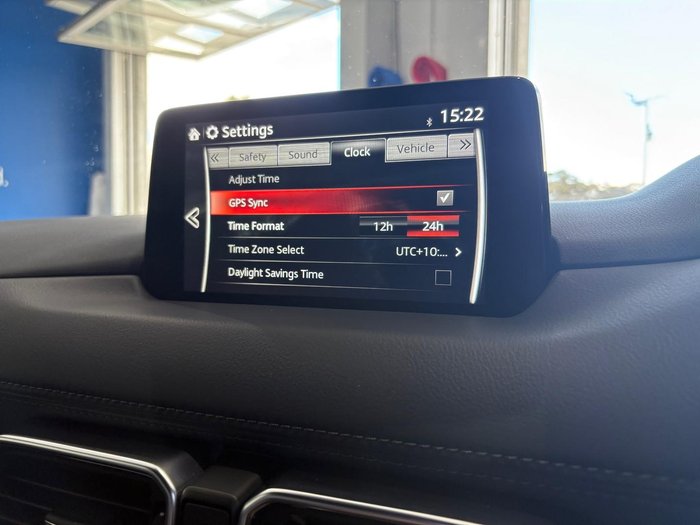 Settings
15:22
Safety Sound Clock Vehicle
Adjust Time
GPS Sync
Time Format 12h 24h
Time Zone Select UTC+10:...
Daylight Savings Time